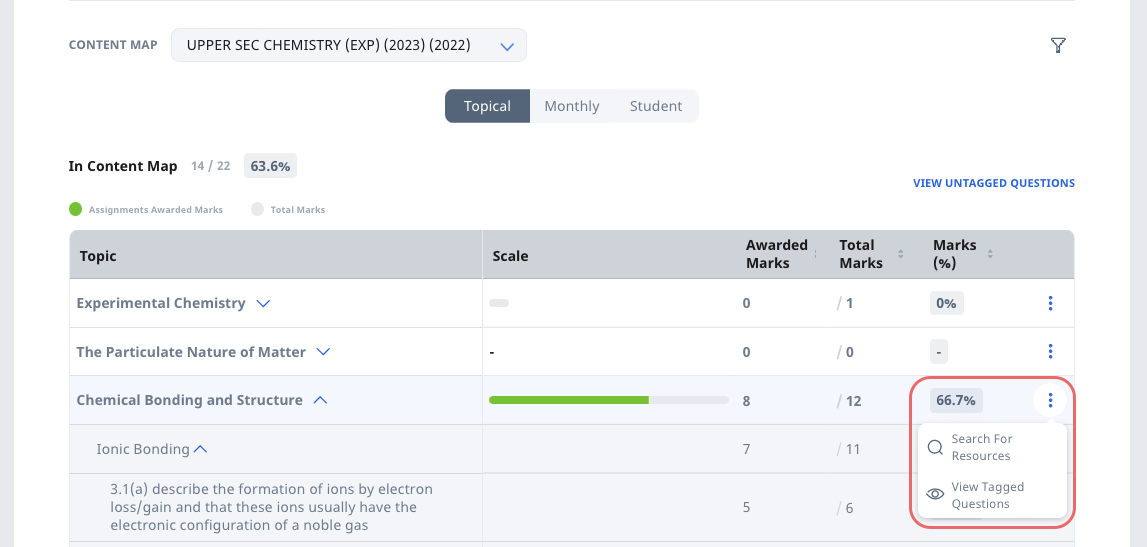 CONTENT MAP UPPER SEC CHEMISTRY (EXP) (2023) (2022)
Topical Monthly Student
In Content Map 14 / 22 63.6%
VIEW UNTAGGED QUESTIONS
Assignments Awarded Marks Total Marks
Topic Scale Awarded Marks Total Marks Marks (%)
Experimental Chemistry 0 / 1 0%
The Particulate Nature of Matter - 0 / 0 -
Chemical Bonding and Structure 8 / 12 66.7%
Ionic Bonding 7 / 11
Search For
Resources
3.1(a) describe the formation of ions by electron
loss/gain and that these ions usually have the
electronic configuration of a noble gas
5 / 6
View Tagged
Questions